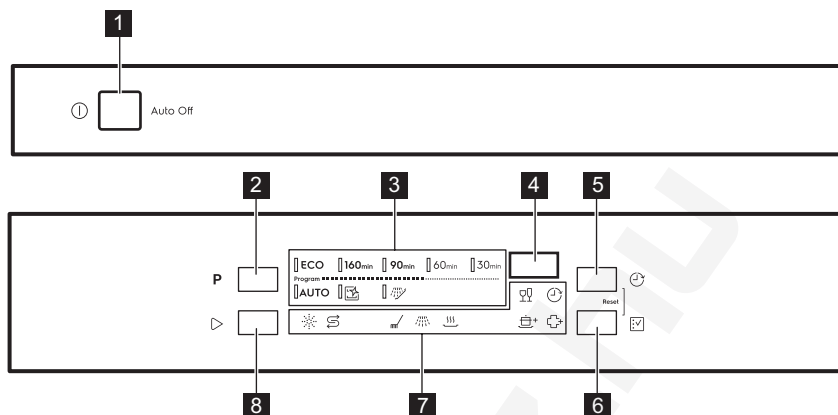 1
Auto Off
2 3 4 5
P ECO 160min 90min 60min 30min
Program
AUTO
Reset
8 7 6